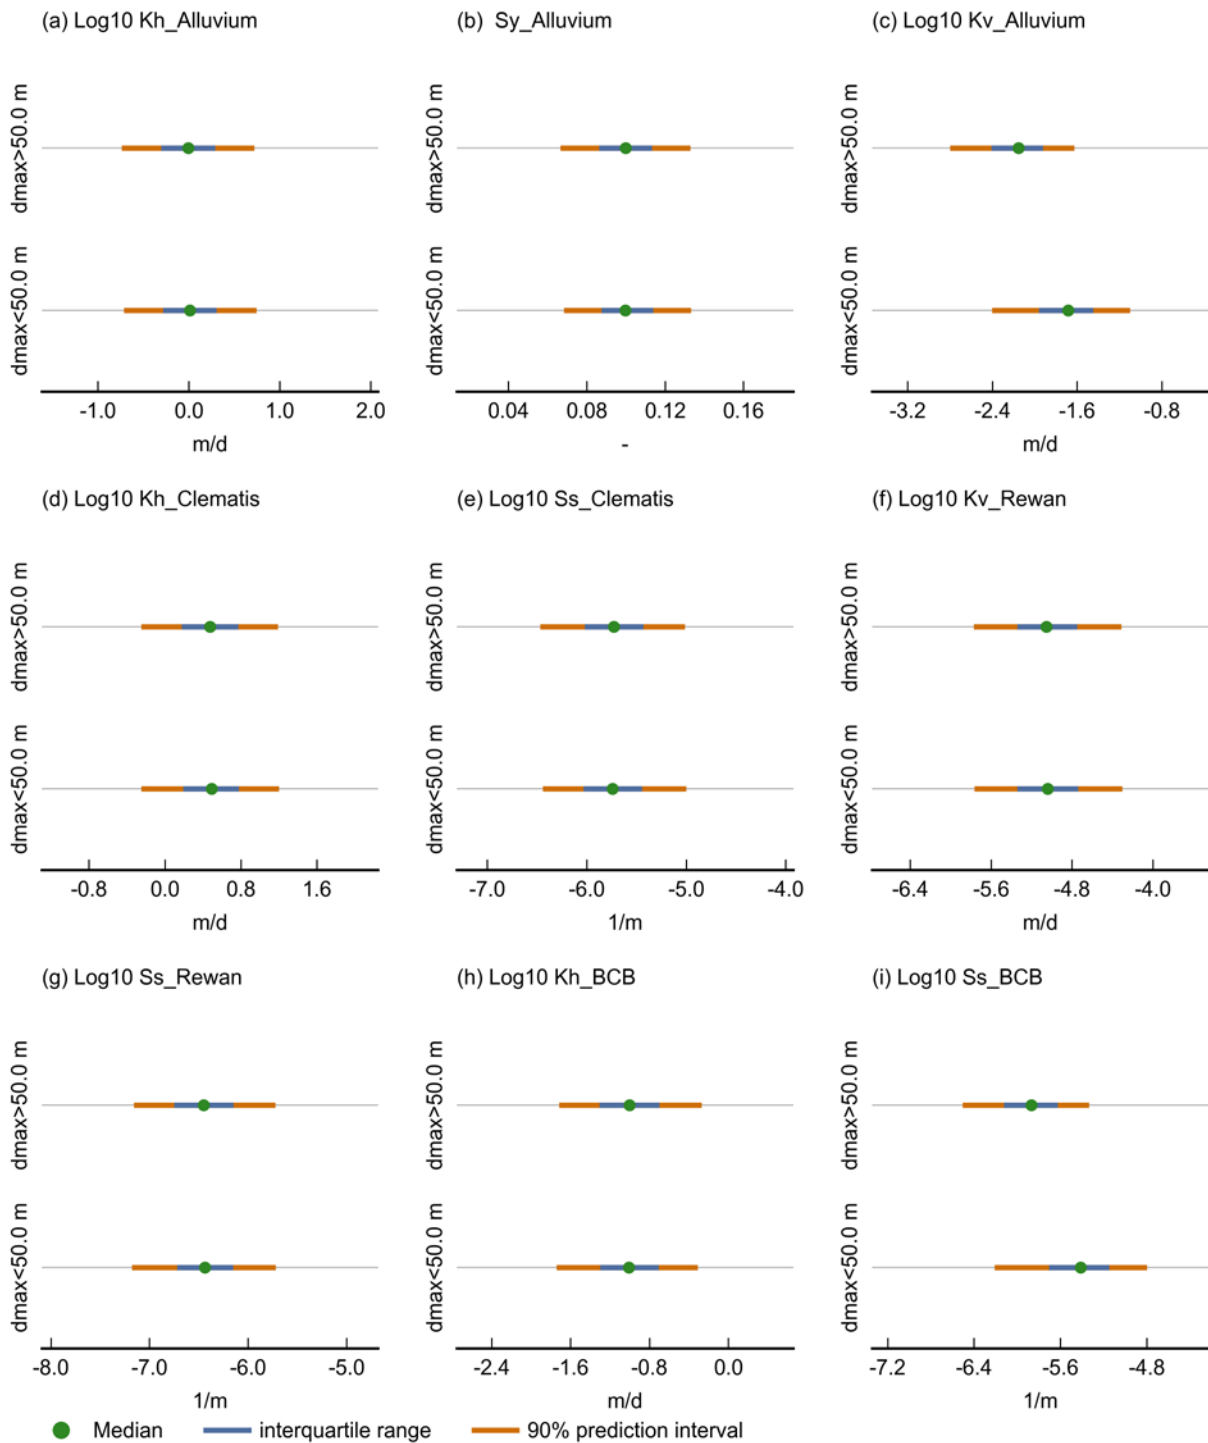 (a) Log10 Kh_Alluvium
(b) Sy_Alluvium
(c) Log10 Kv_Alluvium
dmax>50.0 m
dmax>50.0 m
dmax>50.0 m
dmax<50.0 m
dmax<50.0 m
dmax<50.0 m
-1.0 0.0 1.0 2.0
0.04 0.08 0.12 0.16
-3.2 -2.4 -1.6 -0.8
m/d
-
m/d
(d) Log10 Kh_Clematis
(e) Log10 Ss_Clematis
(f) Log10 Kv_Rewan
dmax>50.0 m
dmax>50.0 m
dmax>50.0 m
dmax<50.0 m
dmax<50.0 m
dmax<50.0 m
-0.8 0.0 0.8 1.6
-7.0 -6.0 -5.0 -4.0
-6.4 -5.6 -4.8 -4.0
m/d
1/m
m/d
(g) Log10 Ss_Rewan
(h) Log10 Kh_BCB
(i) Log10 Ss_BCB
dmax>50.0 m
dmax>50.0 m
dmax>50.0 m
dmax<50.0 m
dmax<50.0 m
dmax<50.0 m
-8.0 -7.0 -6.0 -5.0
-2.4 -1.6 -0.8 0.0
-7.2 -6.4 -5.6 -4.8
1/m
m/d
1/m
Median
interquartile range
90% prediction interval